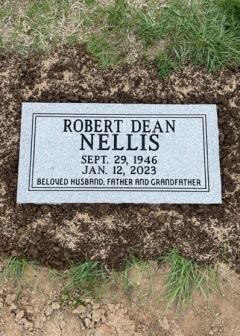 ROBERT DEAN
NELLIS
SEPT. 29, 1946
JAN. 12, 2023
BELOVED HUSBAND, FATHER AND GRANDFATHER